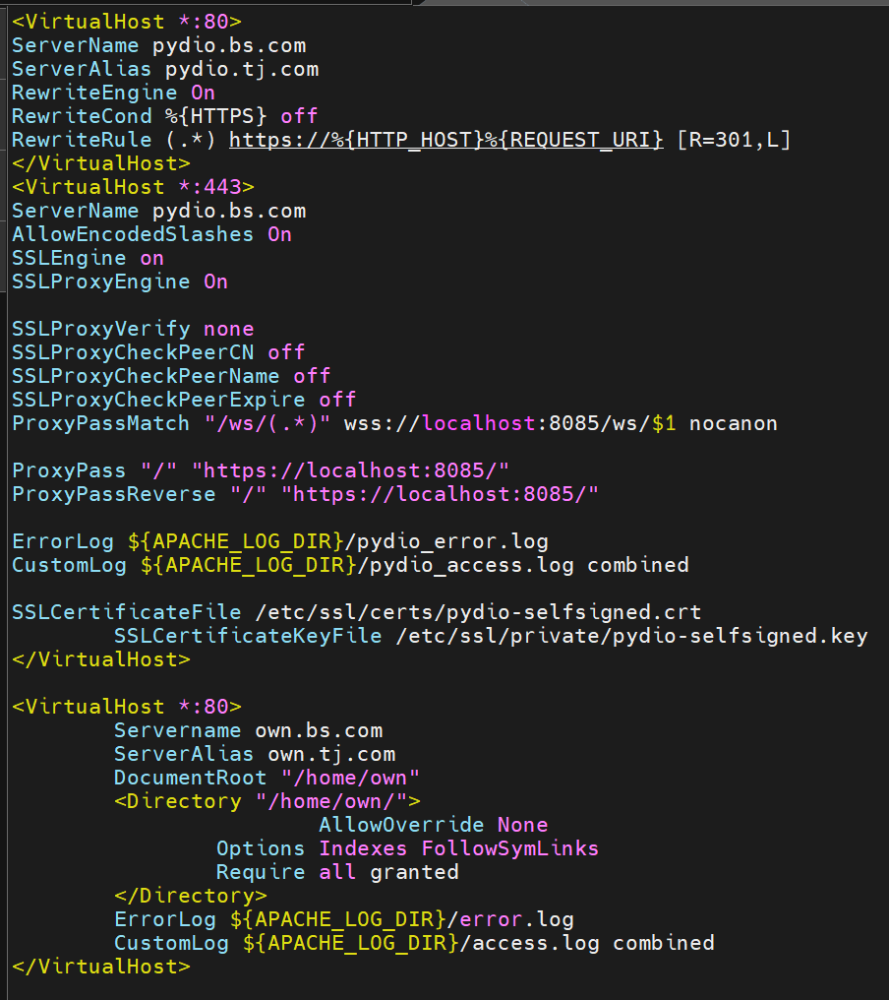 <VirtualHost *:80>
ServerName pydio.bs.com
ServerAlias pydio.tj.com
RewriteEngine On
RewriteCond %{HTTPS} off
RewriteRule (.*) https://%{HTTP_HOST}%{REQUEST_URI} [R=301,L]
</VirtualHost>
<VirtualHost *:443>
ServerName pydio.bs.com
AllowEncodedSlashes On
SSLEngine on
SSLProxyEngine On

SSLProxyVerify none
SSLProxyCheckPeerCN off
SSLProxyCheckPeerName off
SSLProxyCheckPeerExpire off
ProxyPassMatch "/ws/(.*)" wss://localhost:8085/ws/$1 nocanon

ProxyPass "/" "https://localhost:8085/"
ProxyPassReverse "/" "https://localhost:8085/"

ErrorLog ${APACHE_LOG_DIR}/pydio_error.log
CustomLog ${APACHE_LOG_DIR}/pydio_access.log combined

SSLCertificateFile /etc/ssl/certs/pydio-selfsigned.crt
        SSLCertificateKeyFile /etc/ssl/private/pydio-selfsigned.key
</VirtualHost>

<VirtualHost *:80>
        Servername own.bs.com
        ServerAlias own.tj.com
        DocumentRoot "/home/own"
        <Directory "/home/own/">
                        AllowOverride None
                Options Indexes FollowSymLinks
                Require all granted
        </Directory>
        ErrorLog ${APACHE_LOG_DIR}/error.log
        CustomLog ${APACHE_LOG_DIR}/access.log combined
</VirtualHost>